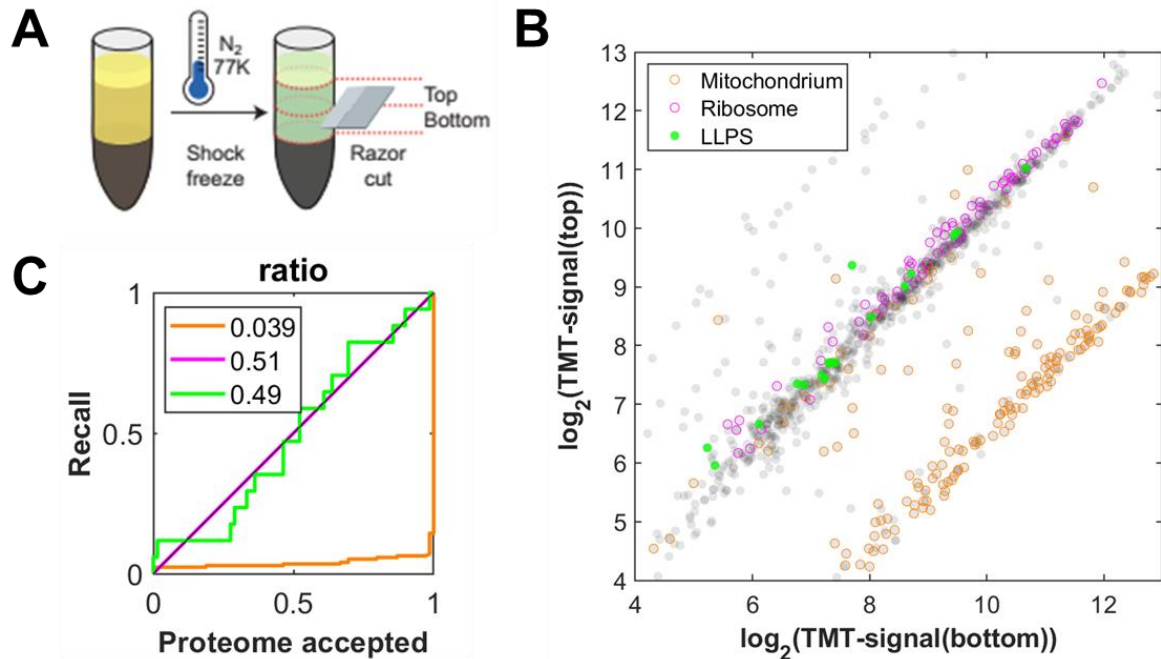 A
N2
77K
Shock
freeze
Top
Bottom
Razor
cut
B
13
12
11
10
9
8
7
6
5
4
4
6
8
10
12
log2(TMT-signal(top))
log2(TMT-signal(bottom))
Mitochondrium
Ribosome
LLPS
C
ratio
1
0.5
0
0
0.5
1
0.039
0.51
0.49
Recall
Proteome accepted